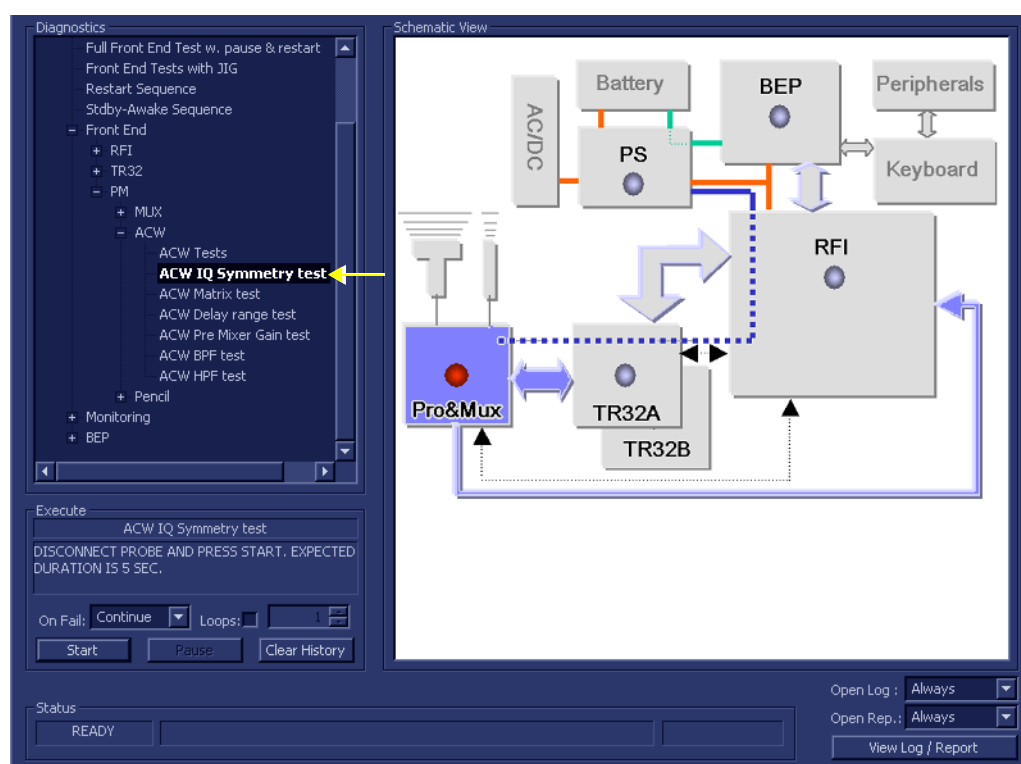 Diagnostics
Full Front End Test w. pause & restart
Front End Tests with JIG
Restart Sequence
Stdby-Awake Sequence
Front End
RFI
TR32
PM
MUX
ACW
ACW Tests
ACW IQ Symmetry test
ACW Matrix test
ACW Delay range test
ACW Pre Mixer Gain test
ACW BPF test
ACW HPF test
Pencil
Monitoring
BEP
Execute
ACW IQ Symmetry test
DISCONNECT PROBE AND PRESS START. EXPECTED
DURATION IS 5 SEC.
On Fail: Continue Loops: 1
Start Pause Clear History
Schematic View
AC/DC
Battery
BEP
Peripherals
PS
Keyboard
RFI
Pro&Mux
TR32A
TR32B
Status
READY
Open Log : Always
Open Rep.: Always
View Log / Report